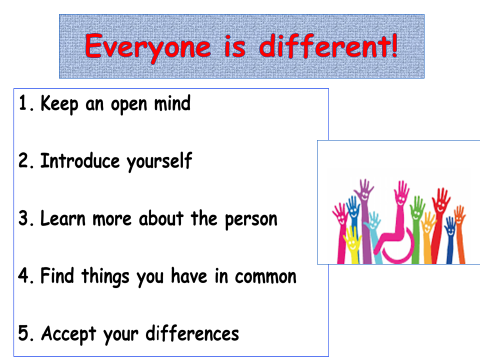 Everyone is different!
1. Keep an open mind
2. Introduce yourself
3. Learn more about the person
4. Find things you have in common
5. Accept your differences